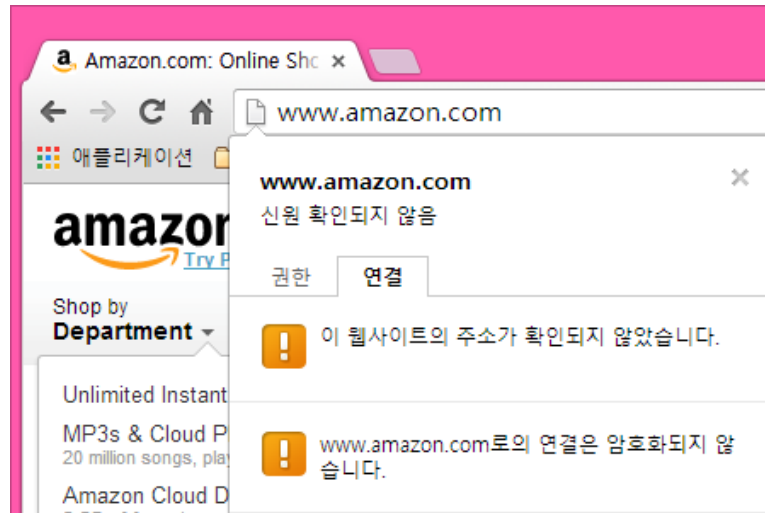 Amazon.com: Online Sho
www.amazon.com
애플리케이션
www.amazon.com
신원 확인되지 않음
amazon
Try
권한
연결
Shop by
Department
이 웹사이트의 주소가 확인되지 않았습니다.
Unlimited Instant
MP3s & Cloud
20 million songs,
www.amazon.com로의 연결은 암호화되지 않
습니다.
Amazon Cloud